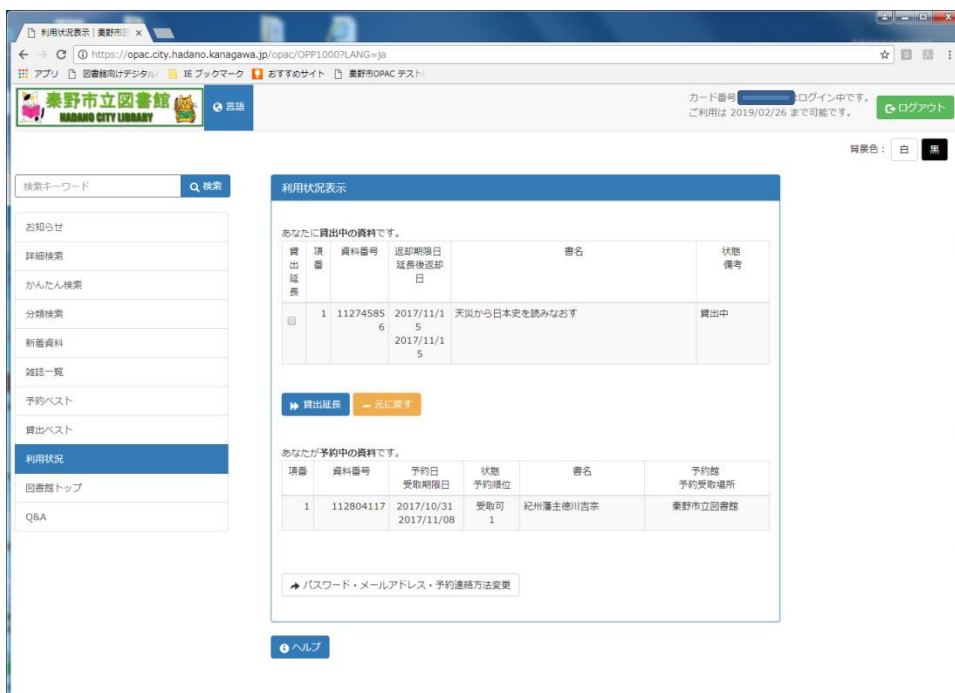 利用状況表示 | 秦野市
https://opac.city.hadano.kanagawa.jp/opac/OPP1000?LANG=ja
アプリ 図書館向けデジタル IE ブックマーク おすすめサイト 秦野市OPAC テスト
秦野市立図書館
HADANO CITY LIBRARY
言語
カード番号 はログイン中です。
ご利用は 2019/02/26 まで可能です。
ログアウト
背景色： 白 黒
検索キーワード 検索
お知らせ
詳細検索
かんたん検索
分類検索
新着資料
雑誌一覧
予約ベスト
貸出ベスト
利用状況
図書館トップ
Q&A
利用状況表示
あなたに貸出中の資料です。
貸出延長 項番 資料番号 返却期限日 延長後返却日 書名 状態 備考
1 112745856 2017/11/15 2017/11/15 天災から日本史を読みなおす 貸出中
貸出延長 元に戻す
あなたが予約中の資料です。
項番 資料番号 予約日 受取期限日 状態 予約順位 書名 予約館 予約受取場所
1 112804117 2017/10/31 2017/11/08 受取可 1 紀州藩主徳川吉宗 秦野市立図書館
パスワード・メールアドレス・予約連絡方法変更
ヘルプ